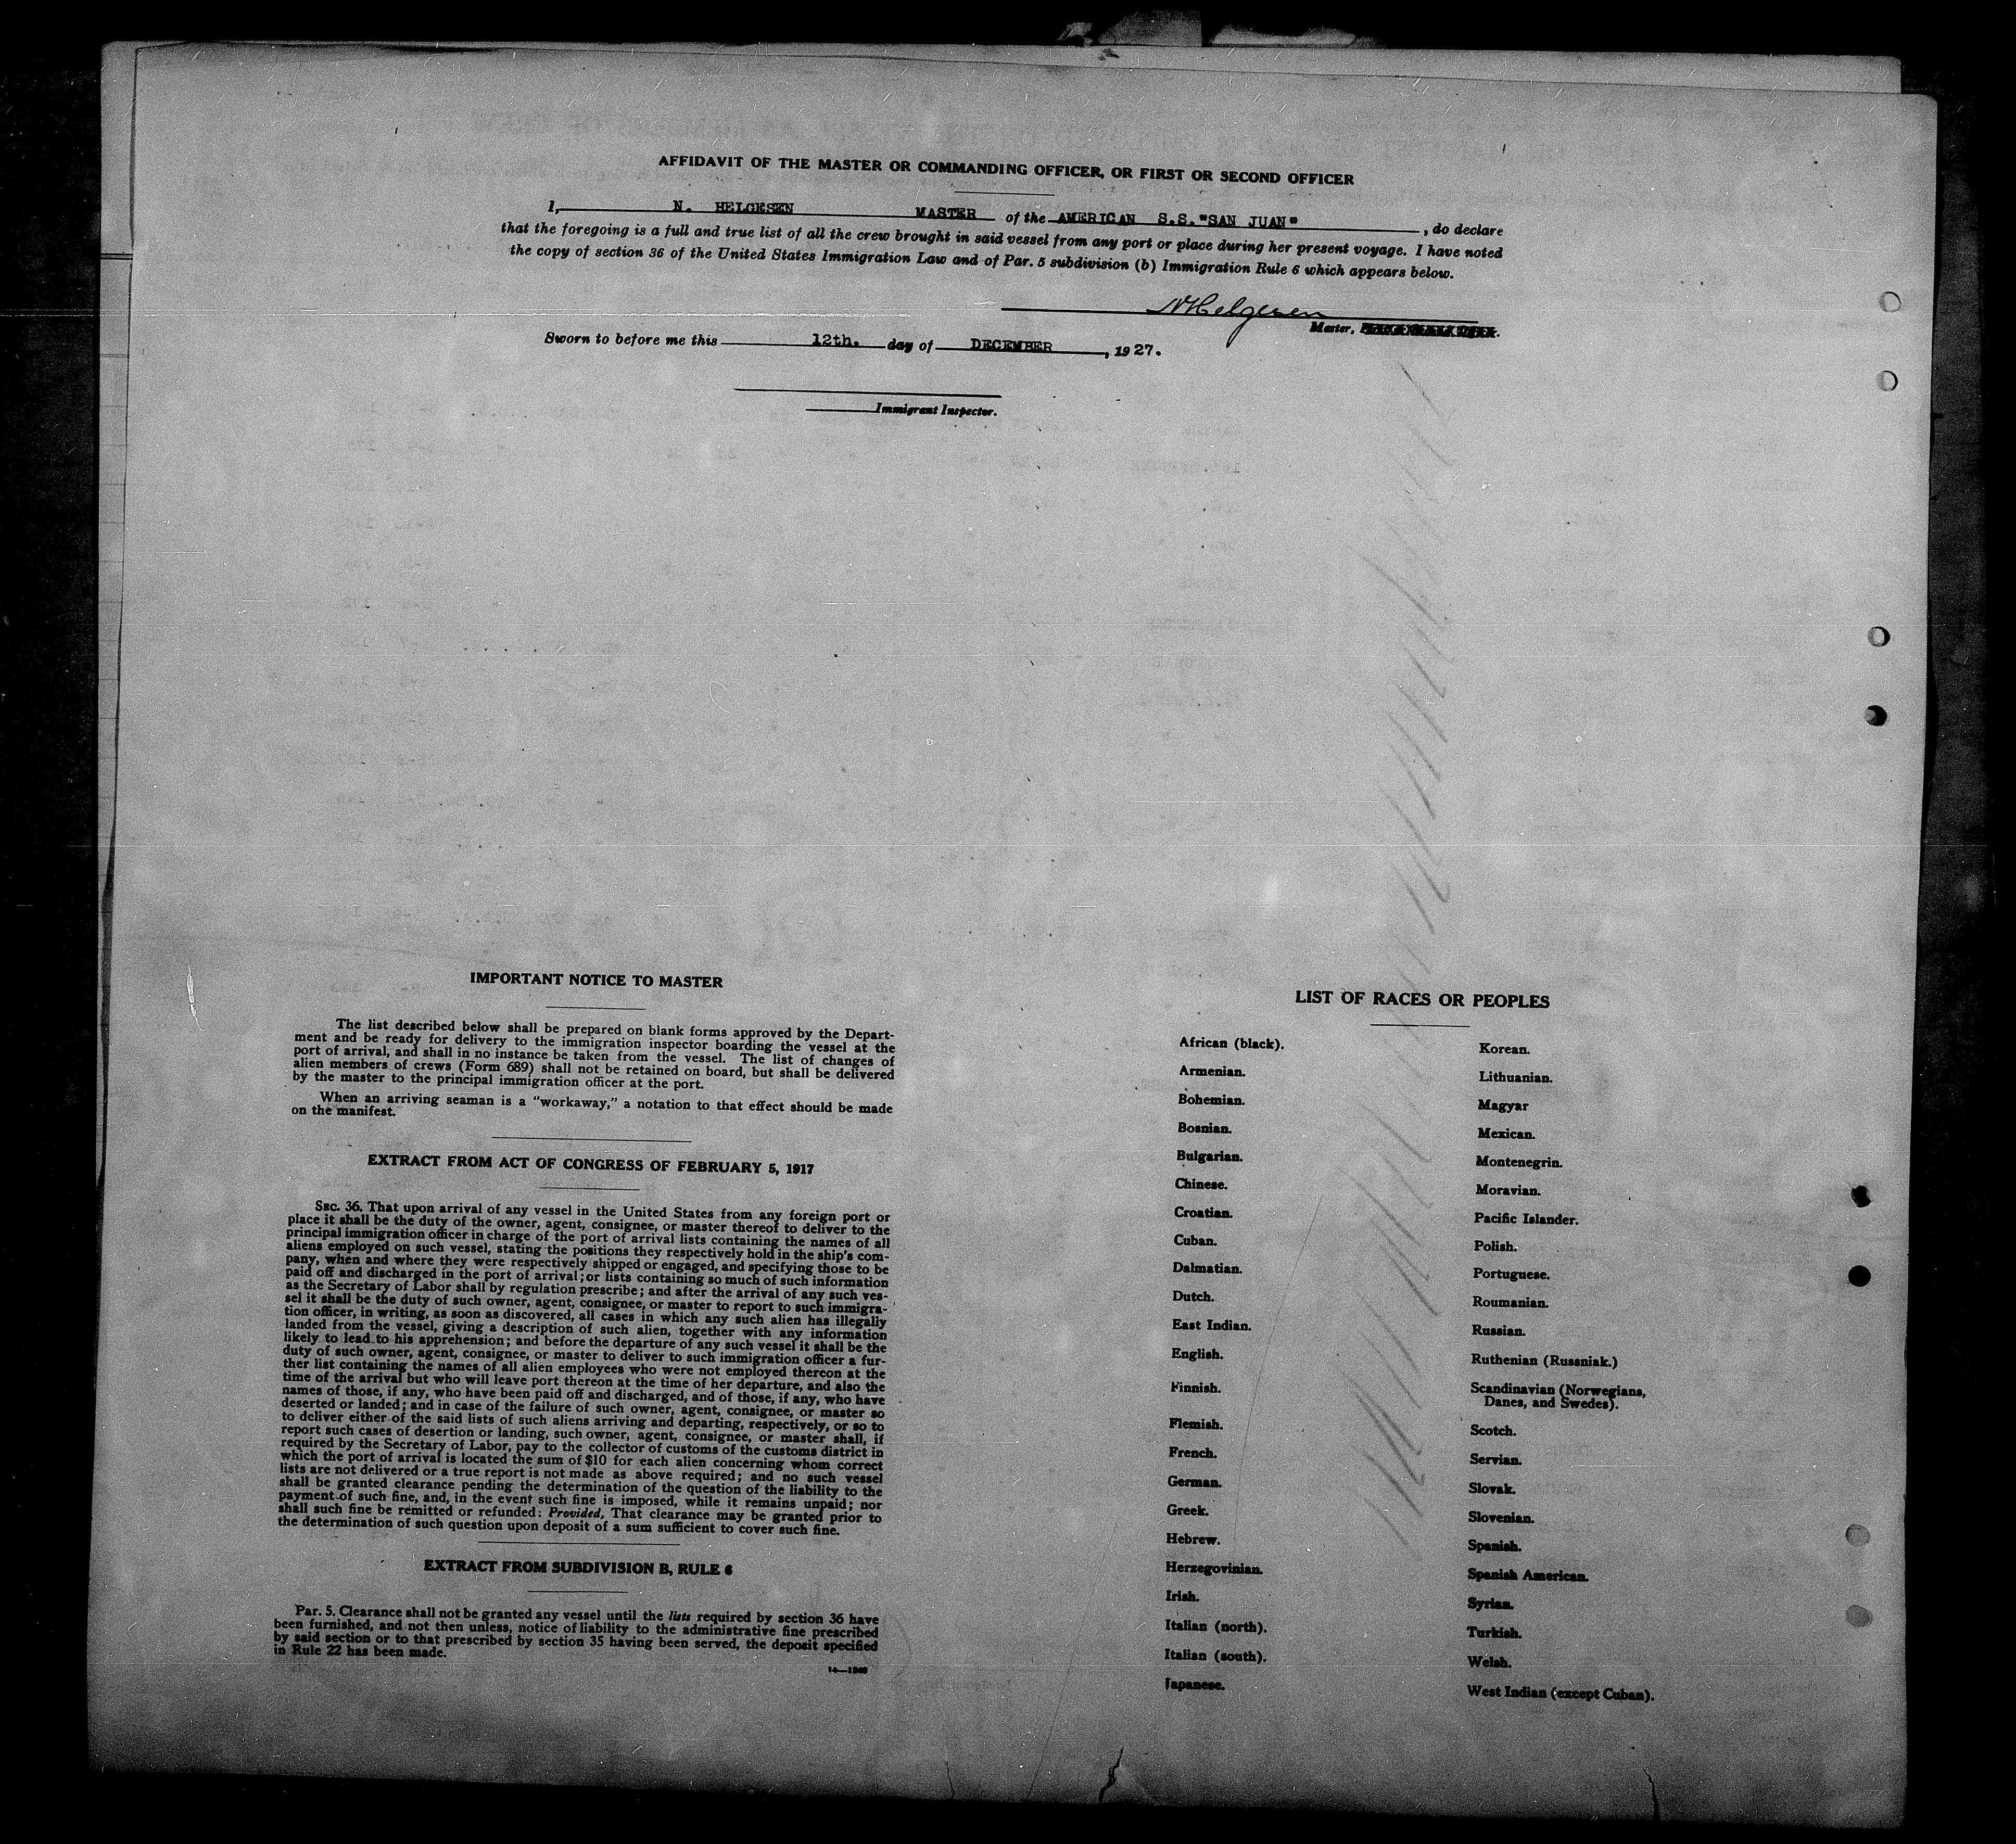 AFFIDAVIT OF THE MASTER OR COMMANDING OFFICER, OR FIRST OR SECOND OFFICER
I, N. HELGESEN MASTER of the AMERICAN S.S."SAN JUAN" , do declare
that the foregoing is a full and true list of all the crew brought in said vessel from any port or place during her present voyage. I have noted
the copy of section 36 of the United States Immigration Law and of Par. 5 subdivision (b) Immigration Rule 6 which appears below.
N Helgesen
Master,
Sworn to before me this 12th. day of DECEMBER , 1927.
Immigrant Inspector.
IMPORTANT NOTICE TO MASTER
The list described below shall be prepared on blank forms approved by the Depart-
ment and be ready for delivery to the immigration inspector boarding the vessel at the
port of arrival, and shall in no instance be taken from the vessel. The list of changes of
alien members of crews (Form 689) shall not be retained on board, but shall be delivered
by the master to the principal immigration officer at the port.
When an arriving seaman is a "workaway," a notation to that effect should be made
on the manifest.
EXTRACT FROM ACT OF CONGRESS OF FEBRUARY 5, 1917
SEC. 36. That upon arrival of any vessel in the United States from any foreign port or
place it shall be the duty of the owner, agent, consignee, or master thereof to deliver to the
principal immigration officer in charge of the port of arrival lists containing the names of all
aliens employed on such vessel, stating the positions they respectively hold in the ship's com-
pany, when and where they were respectively shipped or engaged, and specifying those to be
paid off and discharged in the port of arrival; or lists containing so much of such information
as the Secretary of Labor shall by regulation prescribe; and after the arrival of any such ves-
sel it shall be the duty of such owner, agent, consignee, or master to report to such immigra-
tion officer, in writing, as soon as discovered, all cases in which any such alien has illegally
landed from the vessel, giving a description of such alien, together with any information
likely to lead to his apprehension; and before the departure of any such vessel it shall be the
duty of such owner, agent, consignee, or master to deliver to such immigration officer a fur-
ther list containing the names of all alien employees who were not employed thereon at the
time of the arrival but who will leave port thereon at the time of her departure, and also the
names of those, if any, who have been paid off and discharged, and of those, if any, who have
deserted or landed; and in case of the failure of such owner, agent, consignee, or master so
to deliver either of the said lists of such aliens arriving and departing, respectively, or so to
report such cases of desertion or landing, such owner, agent, consignee, or master shall, if
required by the Secretary of Labor, pay to the collector of customs of the customs district in
which the port of arrival is located the sum of $10 for each alien concerning whom correct
lists are not delivered or a true report is not made as above required; and no such vessel
shall be granted clearance pending the determination of the question of the liability to the
payment of such fine, and, in the event such fine is imposed, while it remains unpaid; nor
shall such fine be remitted or refunded: Provided, That clearance may be granted prior to
the determination of such question upon deposit of a sum sufficient to cover such fine.
EXTRACT FROM SUBDIVISION B, RULE 6
Par. 5. Clearance shall not be granted any vessel until the lists required by section 36 have
been furnished, and not then unless, notice of liability to the administrative fine prescribed
by said section or to that prescribed by section 35 having been served, the deposit specified
in Rule 22 has been made.
LIST OF RACES OR PEOPLES
African (black).
Armenian.
Bohemian.
Bosnian.
Bulgarian.
Chinese.
Croatian.
Cuban.
Dalmatian.
Dutch.
East Indian.
English.
Finnish.
Flemish.
French.
German.
Greek.
Hebrew.
Herzegovinian.
Irish.
Italian (north).
Italian (south).
Japanese.
Korean.
Lithuanian.
Magyar
Mexican.
Montenegrin.
Moravian.
Pacific Islander.
Polish.
Portuguese.
Roumanian.
Russian.
Ruthenian (Russniak.)
Scandinavian (Norwegians,
Danes, and Swedes).
Scotch.
Servian.
Slovak.
Slovenian.
Spanish.
Spanish American.
Syrian.
Turkish.
Welsh.
West Indian (except Cuban).